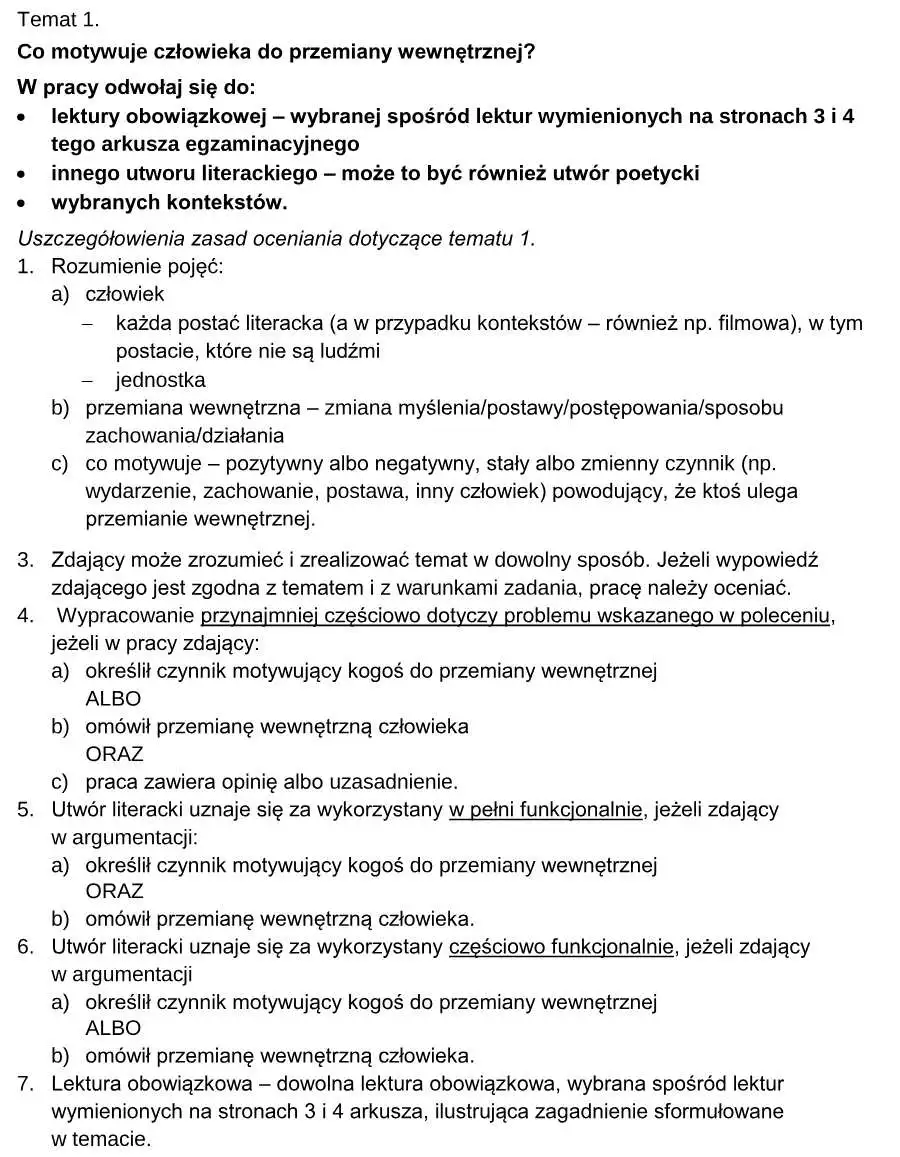 Temat 1.
Co motywuje człowieka do przemiany wewnętrznej?
W pracy odwołaj się do:
• lektury obowiązkowej – wybranej spośród lektur wymienionych na stronach 3 i 4
tego arkusza egzaminacyjnego
• innego utworu literackiego – może to być również utwór poetycki
• wybranych kontekstów.
Uszczegółowienia zasad oceniania dotyczące tematu 1.
1. Rozumienie pojęć:
a) człowiek
– każda postać literacka (a w przypadku kontekstów – również np. filmowa), w tym
postacie, które nie są ludźmi
– jednostka
b) przemiana wewnętrzna – zmiana myślenia/postawy/postępowania/sposobu
zachowania/działania
c) co motywuje – pozytywny albo negatywny, stały albo zmienny czynnik (np.
wydarzenie, zachowanie, postawa, inny człowiek) powodujący, że ktoś ulega
przemianie wewnętrznej.
3. Zdający może zrozumieć i zrealizować temat w dowolny sposób. Jeżeli wypowiedź
zdającego jest zgodna z tematem i z warunkami zadania, pracę należy oceniać.
4. Wypracowanie przynajmniej częściowo dotyczy problemu wskazanego w poleceniu,
jeżeli w pracy zdający:
a) określił czynnik motywujący kogoś do przemiany wewnętrznej
ALBO
b) omówił przemianę wewnętrzną człowieka
ORAZ
c) praca zawiera opinię albo uzasadnienie.
5. Utwór literacki uznaje się za wykorzystany w pełni funkcjonalnie, jeżeli zdający
w argumentacji:
a) określił czynnik motywujący kogoś do przemiany wewnętrznej
ORAZ
b) omówił przemianę wewnętrzną człowieka.
6. Utwór literacki uznaje się za wykorzystany częściowo funkcjonalnie, jeżeli zdający
w argumentacji
a) określił czynnik motywujący kogoś do przemiany wewnętrznej
ALBO
b) omówił przemianę wewnętrzną człowieka.
7. Lektura obowiązkowa – dowolna lektura obowiązkowa, wybrana spośród lektur
wymienionych na stronach 3 i 4 arkusza, ilustrująca zagadnienie sformułowane
w temacie.